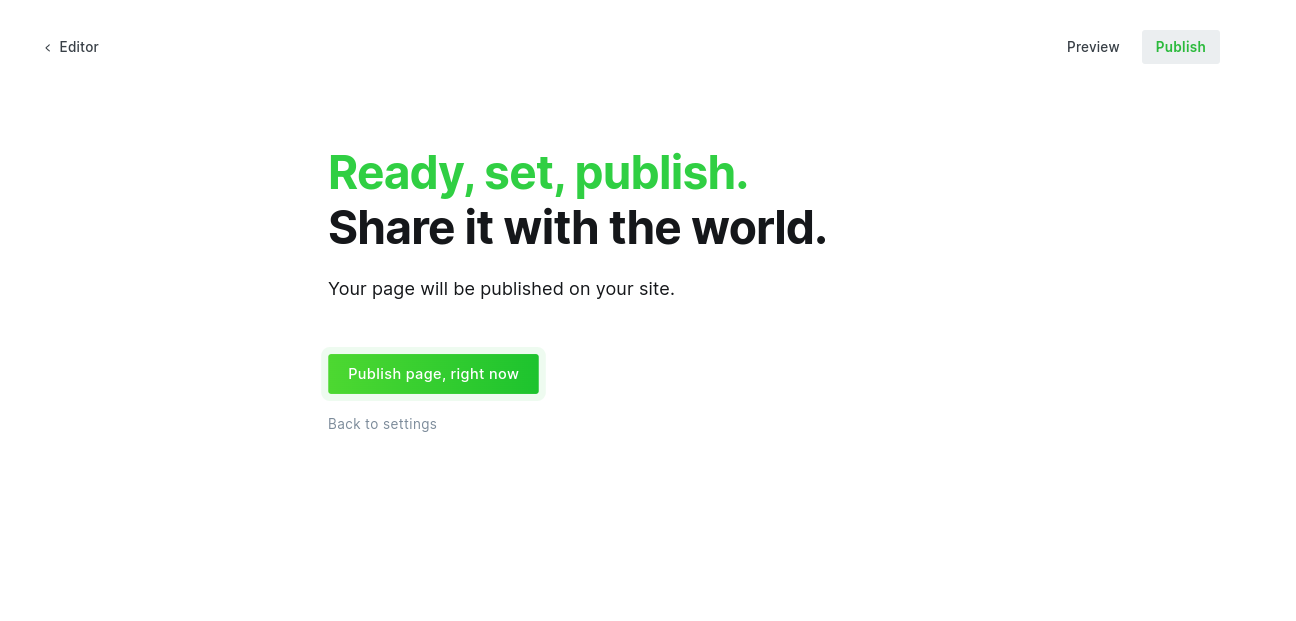 Editor
Preview
Publish
Ready, set, publish.
Share it with the world.
Your page will be published on your site.
Publish page, right now
Back to settings